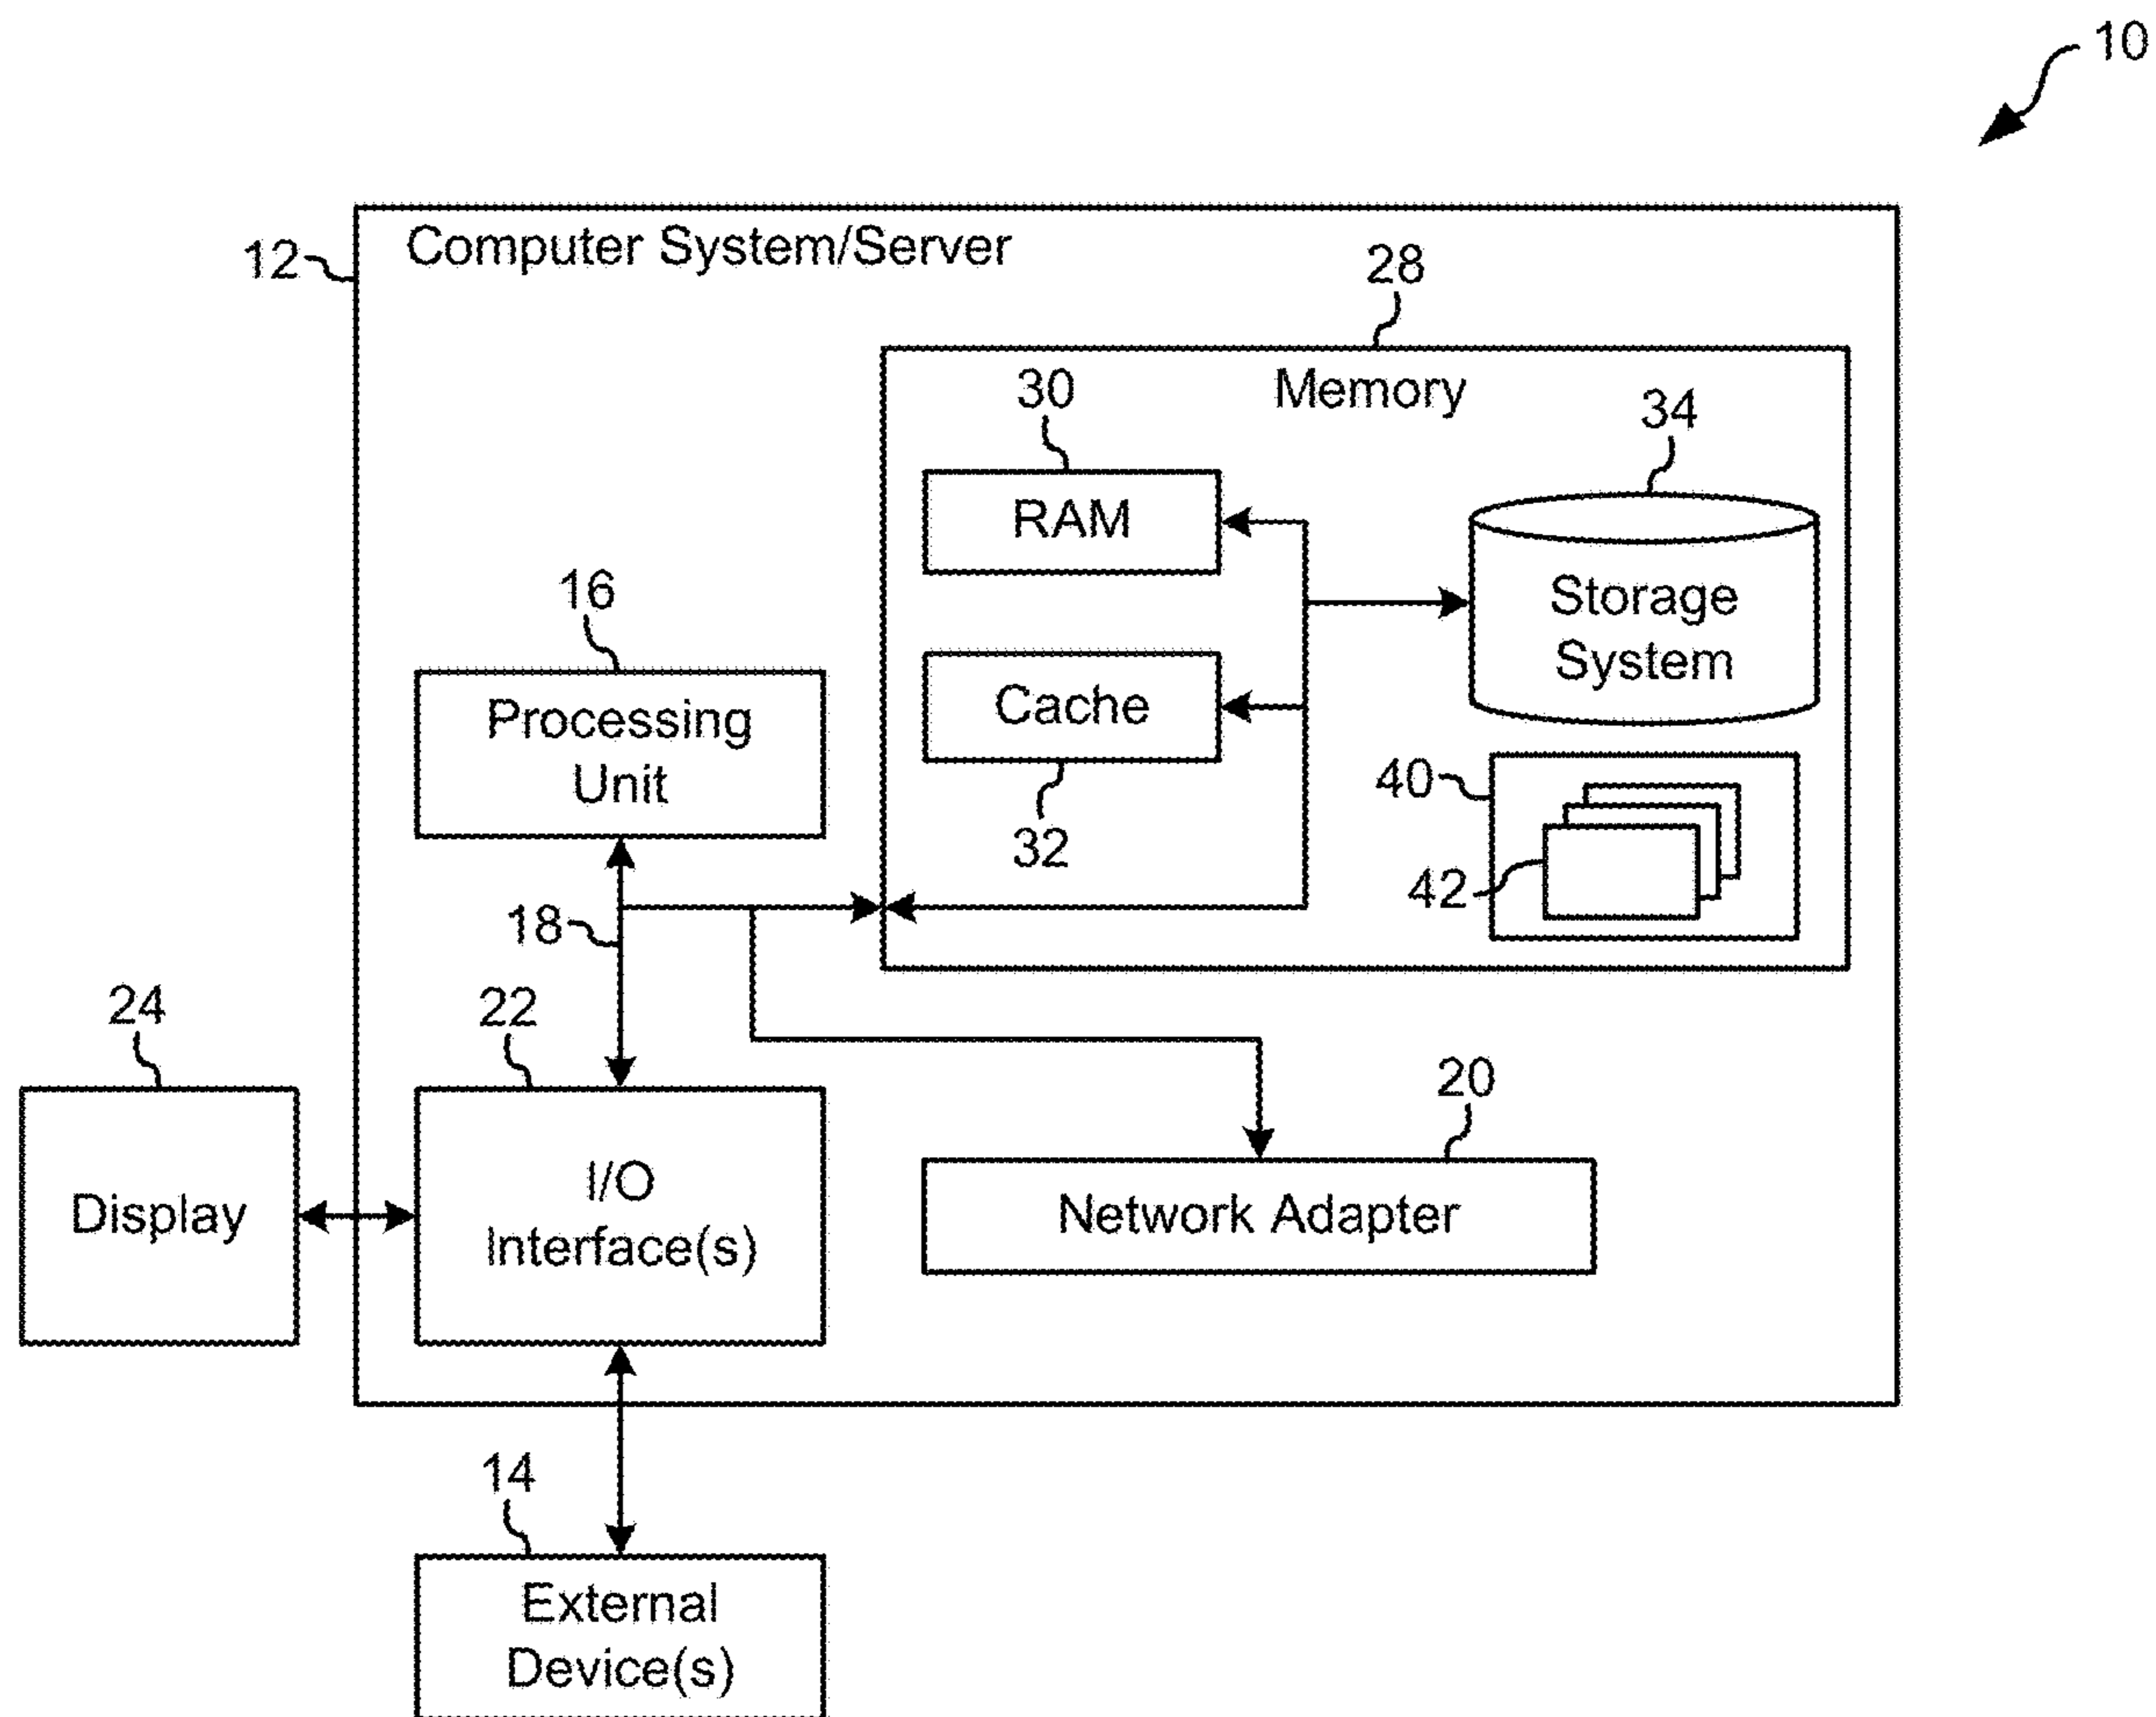 10
12
Computer System/Server
28
30
Memory
34
RAM
Storage
System
16
Processing
Unit
Cache
32
40
42
18
24
22
20
Display
I/O
Interface(s)
Network Adapter
14
External
Device(s)